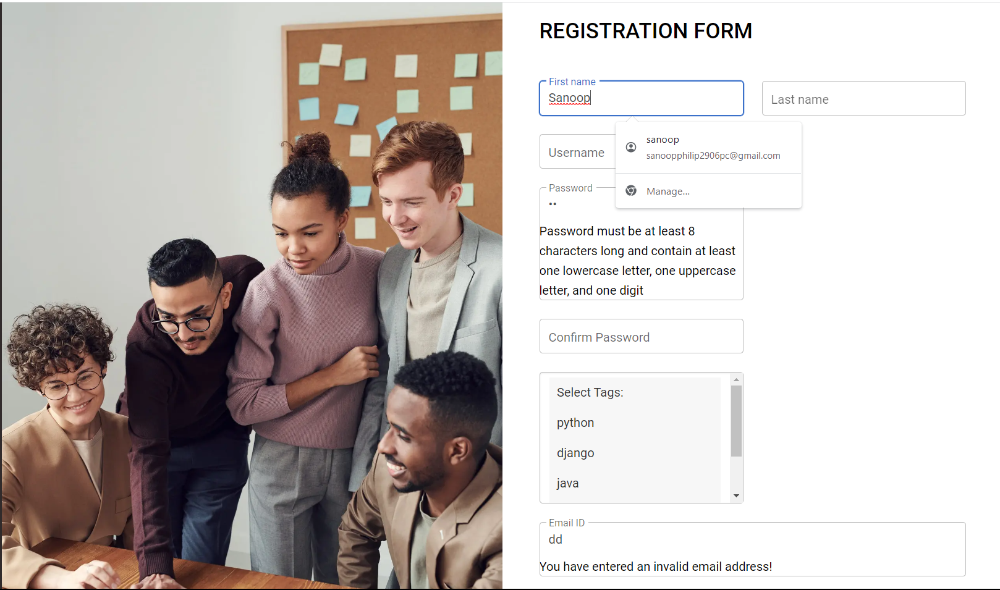 REGISTRATION FORM
First name
Sanoop
Last name
Username
sanoop
sanoopphilip2906pc@gmail.com
Manage...
Password
••
Password must be at least 8
characters long and contain at least
one lowercase letter, one uppercase
letter, and one digit
Confirm Password
Select Tags:
python
django
java
Email ID
dd
You have entered an invalid email address!